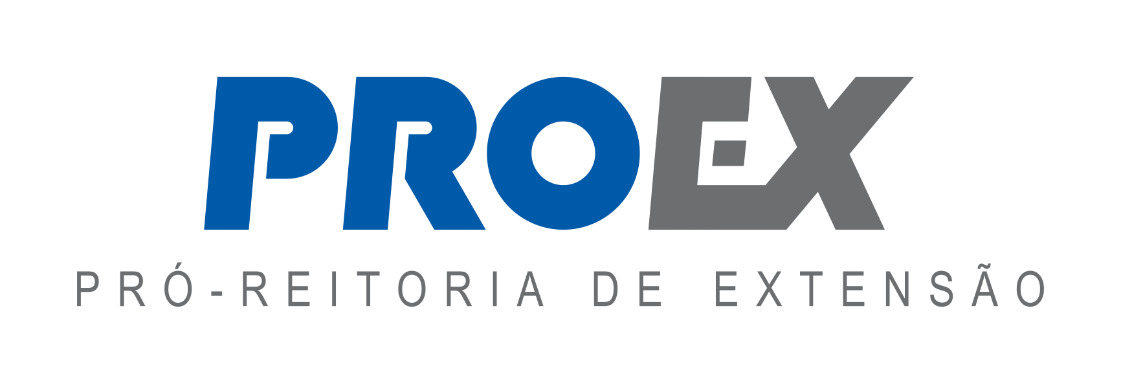 PROEX
PRÓ-REITORIA DE EXTENSÃO